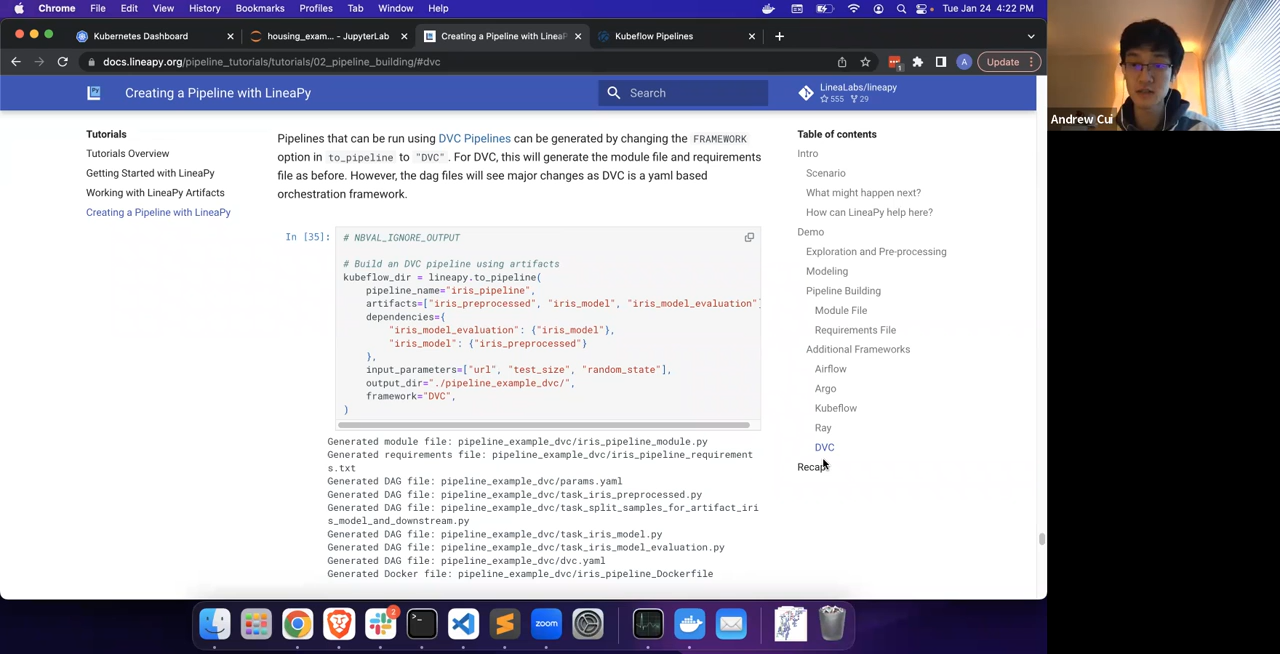 Chrome File Edit View History Bookmarks Profiles Tab Window Help Tue Jan 24 4:22 PM
Kubernetes Dashboard
housing_exam... - JupyterLab
Creating a Pipeline with LineaP
Kubeflow Pipelines
docs.lineapy.org/pipeline_tutorials/tutorials/02_pipeline_building/#dvc
1
A
Update
Creating a Pipeline with LineaPy
Search
LineaLabs/lineapy
555 29
Tutorials
Tutorials Overview
Getting Started with LineaPy
Working with LineaPy Artifacts
Creating a Pipeline with LineaPy
Pipelines that can be run using DVC Pipelines can be generated by changing the FRAMEWORK
option in to_pipeline to "DVC". For DVC, this will generate the module file and requirements
file as before. However, the dag files will see major changes as DVC is a yaml based
orchestration framework.
In [35]:
# NBVAL_IGNORE_OUTPUT
# Build an DVC pipeline using artifacts
kubeflow_dir = lineapy.to_pipeline(
pipeline_name="iris_pipeline",
artifacts=["iris_preprocessed", "iris_model", "iris_model_evaluation"]
dependencies={
"iris_model_evaluation": {"iris_model"},
"iris_model": {"iris_preprocessed"}
},
input_parameters=["url", "test_size", "random_state"],
output_dir="./pipeline_example_dvc/",
framework="DVC",
)
Generated module file: pipeline_example_dvc/iris_pipeline_module.py
Generated requirements file: pipeline_example_dvc/iris_pipeline_requirement
s.txt
Generated DAG file: pipeline_example_dvc/params.yaml
Generated DAG file: pipeline_example_dvc/task_iris_preprocessed.py
Generated DAG file: pipeline_example_dvc/task_split_samples_for_artifact_iri
s_model_and_downstream.py
Generated DAG file: pipeline_example_dvc/task_iris_model.py
Generated DAG file: pipeline_example_dvc/task_iris_model_evaluation.py
Generated DAG file: pipeline_example_dvc/dvc.yaml
Generated Docker file: pipeline_example_dvc/iris_pipeline_Dockerfile
Table of contents
Intro
Scenario
What might happen next?
How can LineaPy help here?
Demo
Exploration and Pre-processing
Modeling
Pipeline Building
Module File
Requirements File
Additional Frameworks
Airflow
Argo
Kubeflow
Ray
DVC
Recap
Andrew Cui
2
zoom